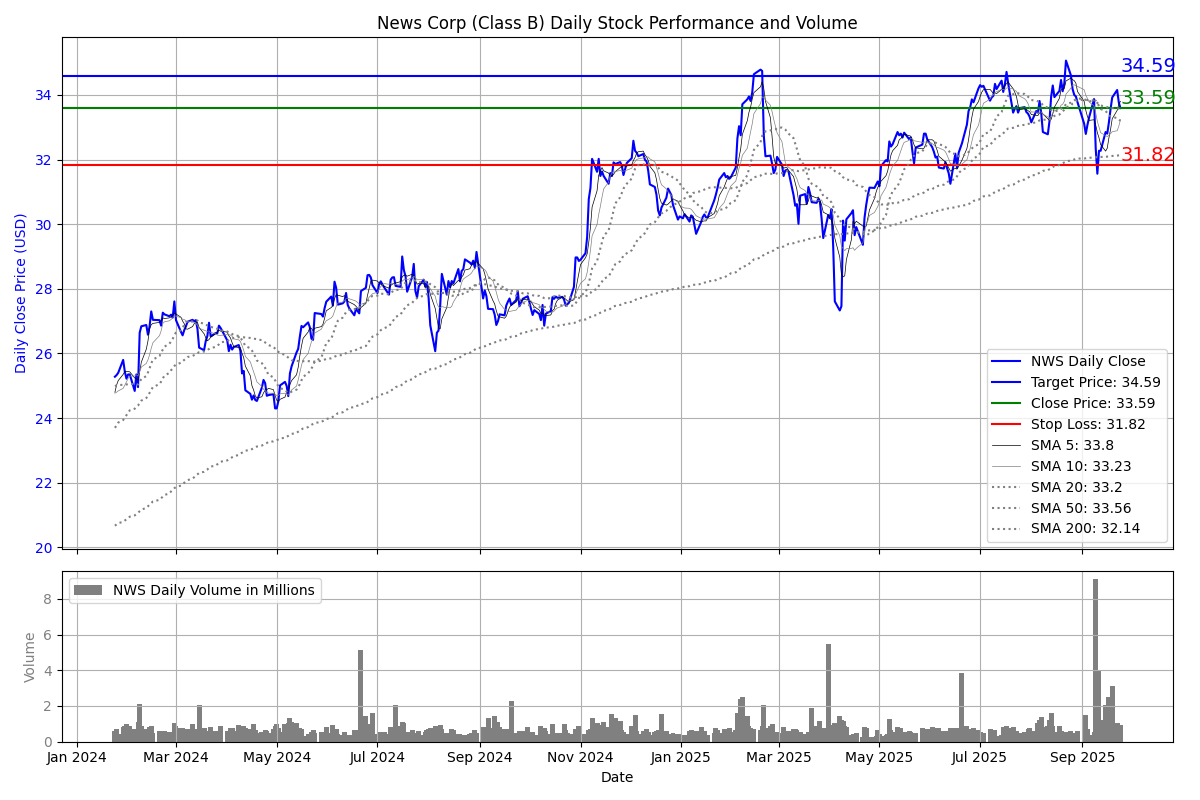 News Corp (Class B) Daily Stock Performance and Volume
34.59
33.59
31.82
34
32
30
28
26
24
22
20
Daily Close Price (USD)
NWS Daily Close
Target Price: 34.59
Close Price: 33.59
Stop Loss: 31.82
SMA 5: 33.8
SMA 10: 33.23
SMA 20: 33.2
SMA 50: 33.56
SMA 200: 32.14
NWS Daily Volume in Millions
8
6
4
2
0
Volume
Jan 2024 Mar 2024 May 2024 Jul 2024 Sep 2024 Nov 2024 Jan 2025 Mar 2025 May 2025 Jul 2025 Sep 2025
Date